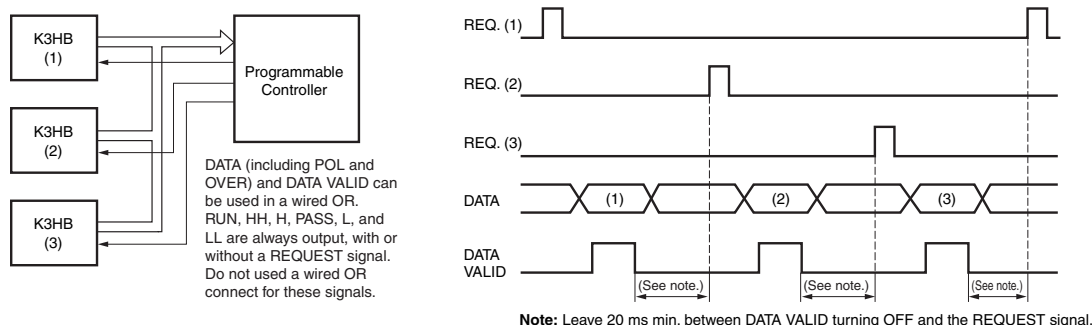 K3HB
(1)
K3HB
(2)
K3HB
(3)
Programmable
Controller
DATA (including POL and
OVER) and DATA VALID can
be used in a wired OR.
RUN, HH, H, PASS, L, and
LL are always output, with or
without a REQUEST signal.
Do not used a wired OR
connect for these signals.
REQ. (1)
REQ. (2)
REQ. (3)
DATA
(1)
(2)
(3)
DATA
VALID
(See note.)
(See note.)
(See note.)
Note: Leave 20 ms min. between DATA VALID turning OFF and the REQUEST signal.